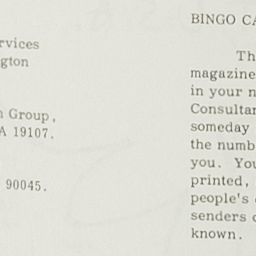 rvices
gton
Group,
A 19107.
90045.
BINGO CA
Th
magazine
in your n
Consultan
someday
the numb
you. You
printed,
people's
senders o
known.